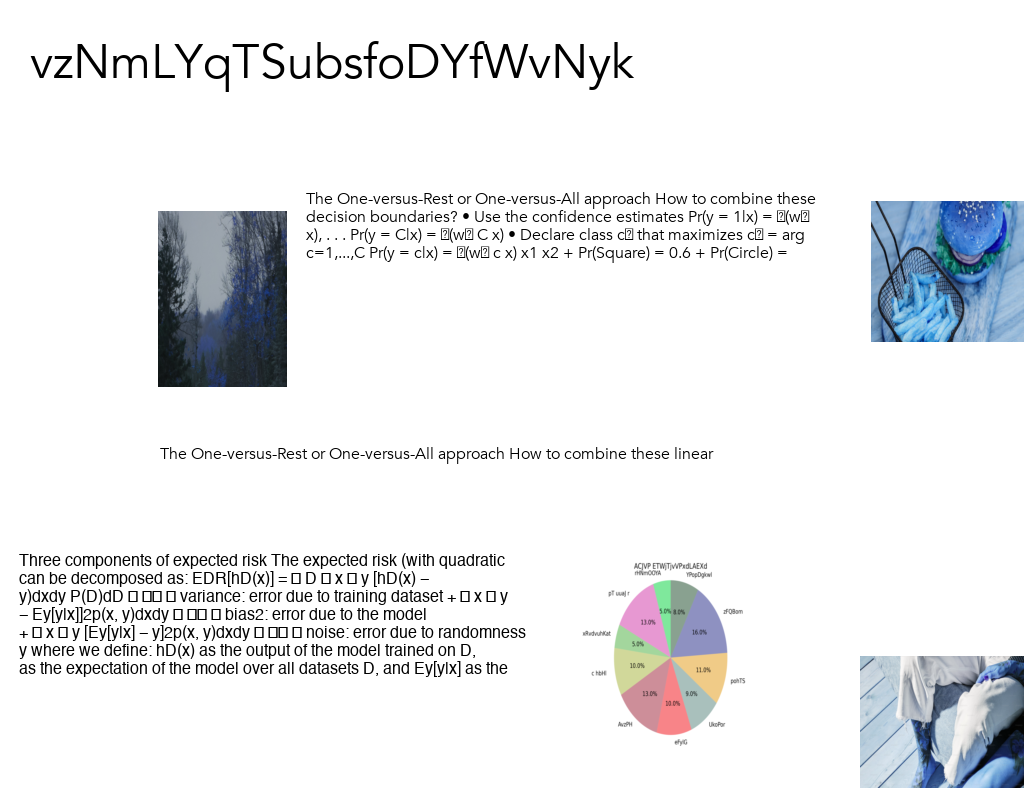 vzNmLYqTSubsfoDYfWvNyk
The One-versus-Rest or One-versus-All approach How to combine these
decision boundaries? • Use the confidence estimates Pr(y = 1|x) = (w
x), . . . Pr(y = C|x) = (w C x) • Declare class c that maximizes c = arg
c=1,...,C Pr(y = c|x) = (w c x) x1 x2 + Pr(Square) = 0.6 + Pr(Circle) =
The One-versus-Rest or One-versus-All approach How to combine these linear
Three components of expected risk The expected risk (with quadratic
can be decomposed as: EDR[hD(x)] = D x y [hD(x) −
y)dxdy P(D)dD variance: error due to training dataset + x y
− Ey[y|x]]2p(x, y)dxdy bias2: error due to the model
+ x y [Ey[y|x] − y]2p(x, y)dxdy noise: error due to randomness
y where we define: hD(x) as the output of the model trained on D,
as the expectation of the model over all datasets D, and Ey[y|x] as the
ACJVP ETWjTjvVPxdLAEXd
rHNmOOYA
YPopDgkwl
pT uuaJ r
zFQBom
xRvdvuhKat
c hbHl
pohTS
AvzPH
UkoPor
eFyIG
5.0%
8.0%
13.0%
16.0%
5.0%
10.0%
11.0%
13.0%
9.0%
10.0%